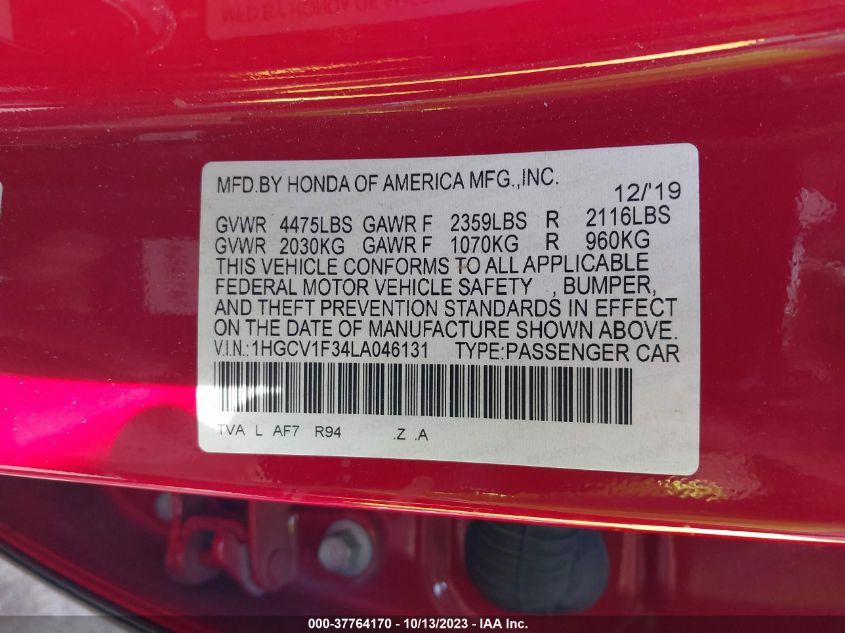 MFD.BY HONDA OF AMERICA MFG.,INC.
12/'19
GVWR 4475LBS GAWR F 2359LBS R 2116LBS
GVWR 2030KG GAWR F 1070KG R 960KG
THIS VEHICLE CONFORMS TO ALL APPLICABLE
FEDERAL MOTOR VEHICLE SAFETY , BUMPER,
AND THEFT PREVENTION STANDARDS IN EFFECT
ON THE DATE OF MANUFACTURE SHOWN ABOVE.
V.I.N.:1HGCV1F34LA046131 TYPE:PASSENGER CAR
TVA L AF7 R94 .Z .A
000-37764170 - 10/13/2023 - IAA Inc.